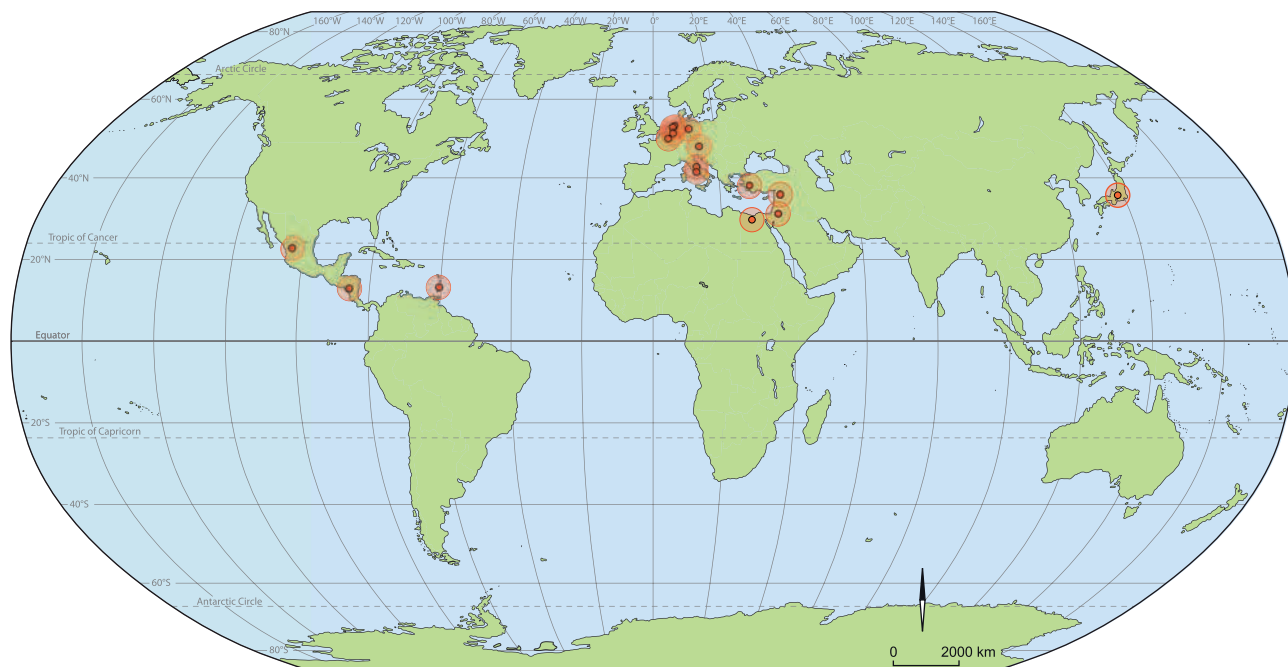 160°W 140°W 120°W 100°W 80°W 60°W 40°W 20°W 0° 20°E 40°E 60°E 80°E 100°E 120°E 140°E 160°E
80°N
Arctic Circle
60°N
40°N
Tropic of Cancer
20°N
Equator
20°S
Tropic of Capricorn
40°S
60°S
Antarctic Circle
80°S
0 2000 km